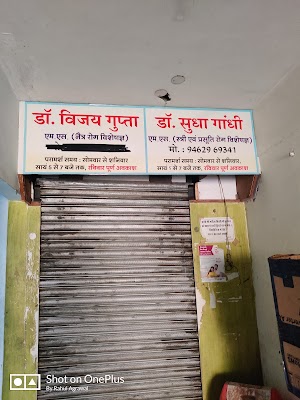 डॉ. विजय गुप्ता
एम.एस. (नेत्र रोग विशेषज्ञ)
परामर्श समय : सोमवार से शनिवार
सायं 5 से 7 बजे तक, रविवार पूर्ण अवकाश
डॉ. सुधा गांधी
एम.एस. (स्त्री एवं प्रसूति रोग विशेषज्ञ)
मो. : 94629 69341
परामर्श समय : सोमवार से शनिवार,
सायं 5 से 7 बजे तक, रविवार पूर्ण अवकाश
Shot on OnePlus
By Rahul Agrawal